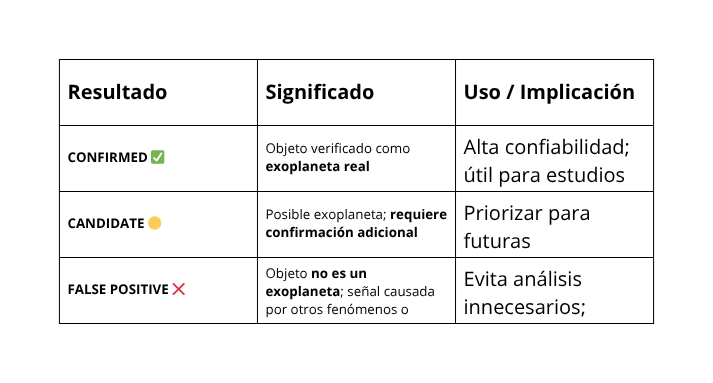 Resultado
Significado
Uso / Implicación
CONFIRMED ✅
Objeto verificado como
exoplaneta real
Alta confiabilidad;
útil para estudios
CANDIDATE 🟡
Posible exoplaneta; requiere
confirmación adicional
Priorizar para
futuras
FALSE POSITIVE ❌
Objeto no es un
exoplaneta; señal causada
por otros fenómenos o
Evita análisis
innecesarios;